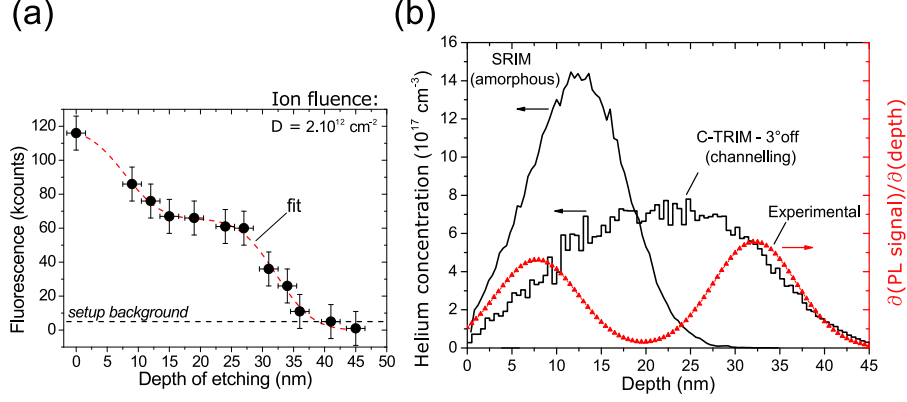 (a)
Ion fluence:
D = 2.10¹² cm⁻²
Fluorescence (kcounts)
120
100
80
60
40
20
0
fit
setup background
0 5 10 15 20 25 30 35 40 45
Depth of etching (nm)
(b)
Helium concentration (10¹⁷ cm⁻³)
16
14
12
10
8
6
4
2
0
SRIM
(amorphous)
C-TRIM - 3°off
(channelling)
Experimental
∂(PL signal)/∂(depth)
0 5 10 15 20 25 30 35 40 45
Depth (nm)